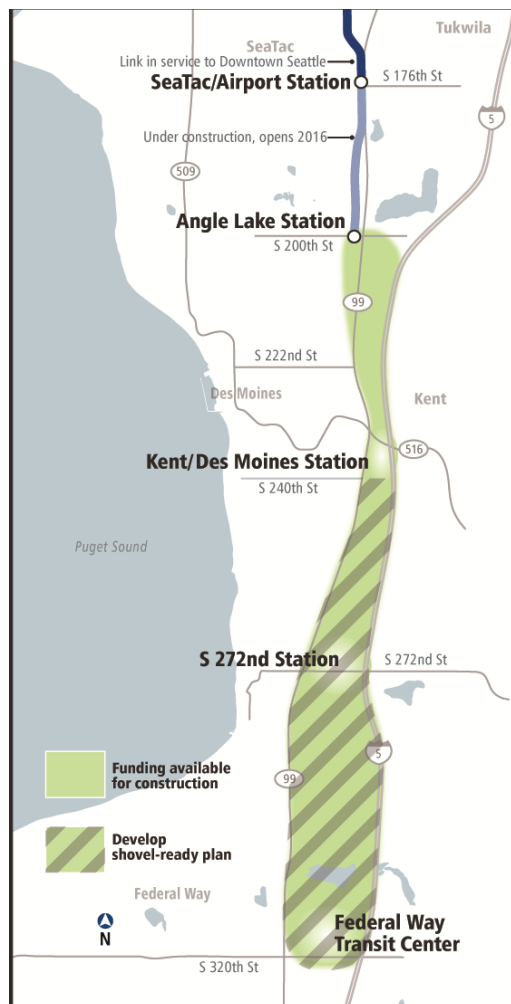 SeaTac
Tukwila
Link in service to Downtown Seattle
SeaTac/Airport Station
S 176th St
5
Under construction, opens 2016
509
Angle Lake Station
S 200th St
99
S 222nd St
Des Moines
Kent
516
Kent/Des Moines Station
S 240th St
Puget Sound
S 272nd Station
S 272nd St
5
99
Funding available
for construction
Develop
shovel-ready plan
Federal Way
N
Federal Way
Transit Center
S 320th St